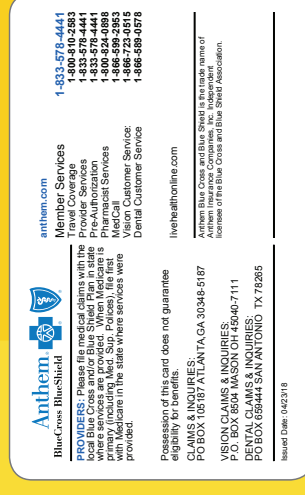 Anthem
BlueCross BlueShield
PROVIDERS: Please file medical claims with the
local Blue Cross and/or Blue Shield Plan in state
where services are provided. When Medicare is
primary (including Med. Sup. Polices), file first
with Medicare in the state where services were
provided.
Possession of this card does not guarantee
eligibility for benefits.
CLAIMS & INQUIRIES:
PO BOX 105187 ATLANTA, GA 30348-5187
VISION CLAIMS & INQUIRIES:
P.O. BOX 8504 MASON OH 45040-7111
DENTAL CLAIMS & INQUIRIES:
PO BOX 659444 SAN ANTONIO TX 78265
Issued Date: 04/23/18
anthem.com
Member Services 1-833-578-4441
Travel Coverage 1-800-810-2583
Provider Services 1-833-578-4441
Pre-Authorization 1-833-578-4441
Pharmacist Services 1-800-824-0898
MedCall 1-866-599-2953
Vision Customer Service: 1-866-723-0515
Dental Customer Service 1-866-589-0578
livehealthonline.com
Anthem Blue Cross and Blue Shield is the trade name of
Anthem Insurance Companies, Inc. Independent
licensee of the Blue Cross and Blue Shield Association.